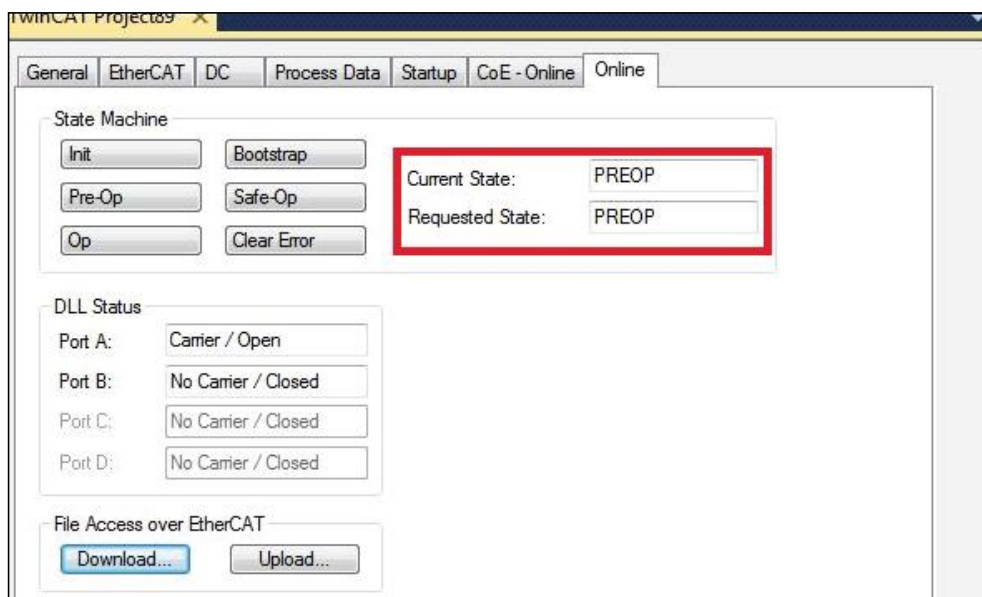 TwinCAT Project89
General EtherCAT DC Process Data Startup CoE - Online Online
State Machine
Init Bootstrap
Pre-Op Safe-Op
Op Clear Error
Current State: PREOP
Requested State: PREOP
DLL Status
Port A: Carrier / Open
Port B: No Carrier / Closed
Port C: No Carrier / Closed
Port D: No Carrier / Closed
File Access over EtherCAT
Download... Upload...